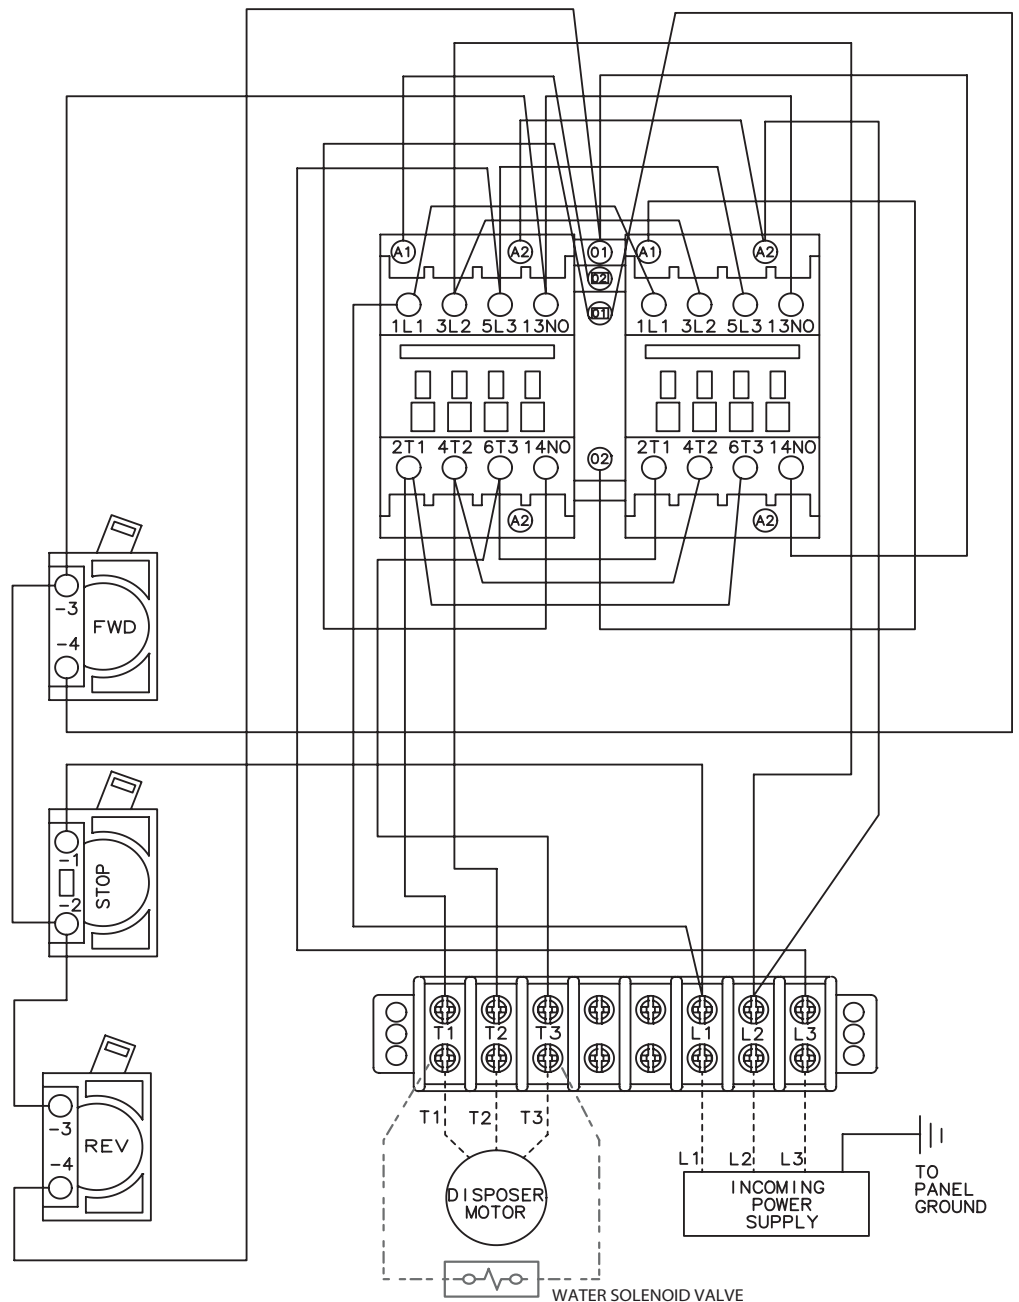 A1
A2
01
A1
A2
D2
D1
1L1 3L2 5L3 13NO
1L1 3L2 5L3 13NO
2T1 4T2 6T3 14NO
02
2T1 4T2 6T3 14NO
A2
A2
-3
FWD
-4
-1
STOP
-2
-3
REV
-4
T1
T2
T3
L1
L2
L3
T1
T2
T3
L1
L2
L3
DISPOSER
MOTOR
INCOMING
POWER
SUPPLY
TO
PANEL
GROUND
WATER SOLENOID VALVE